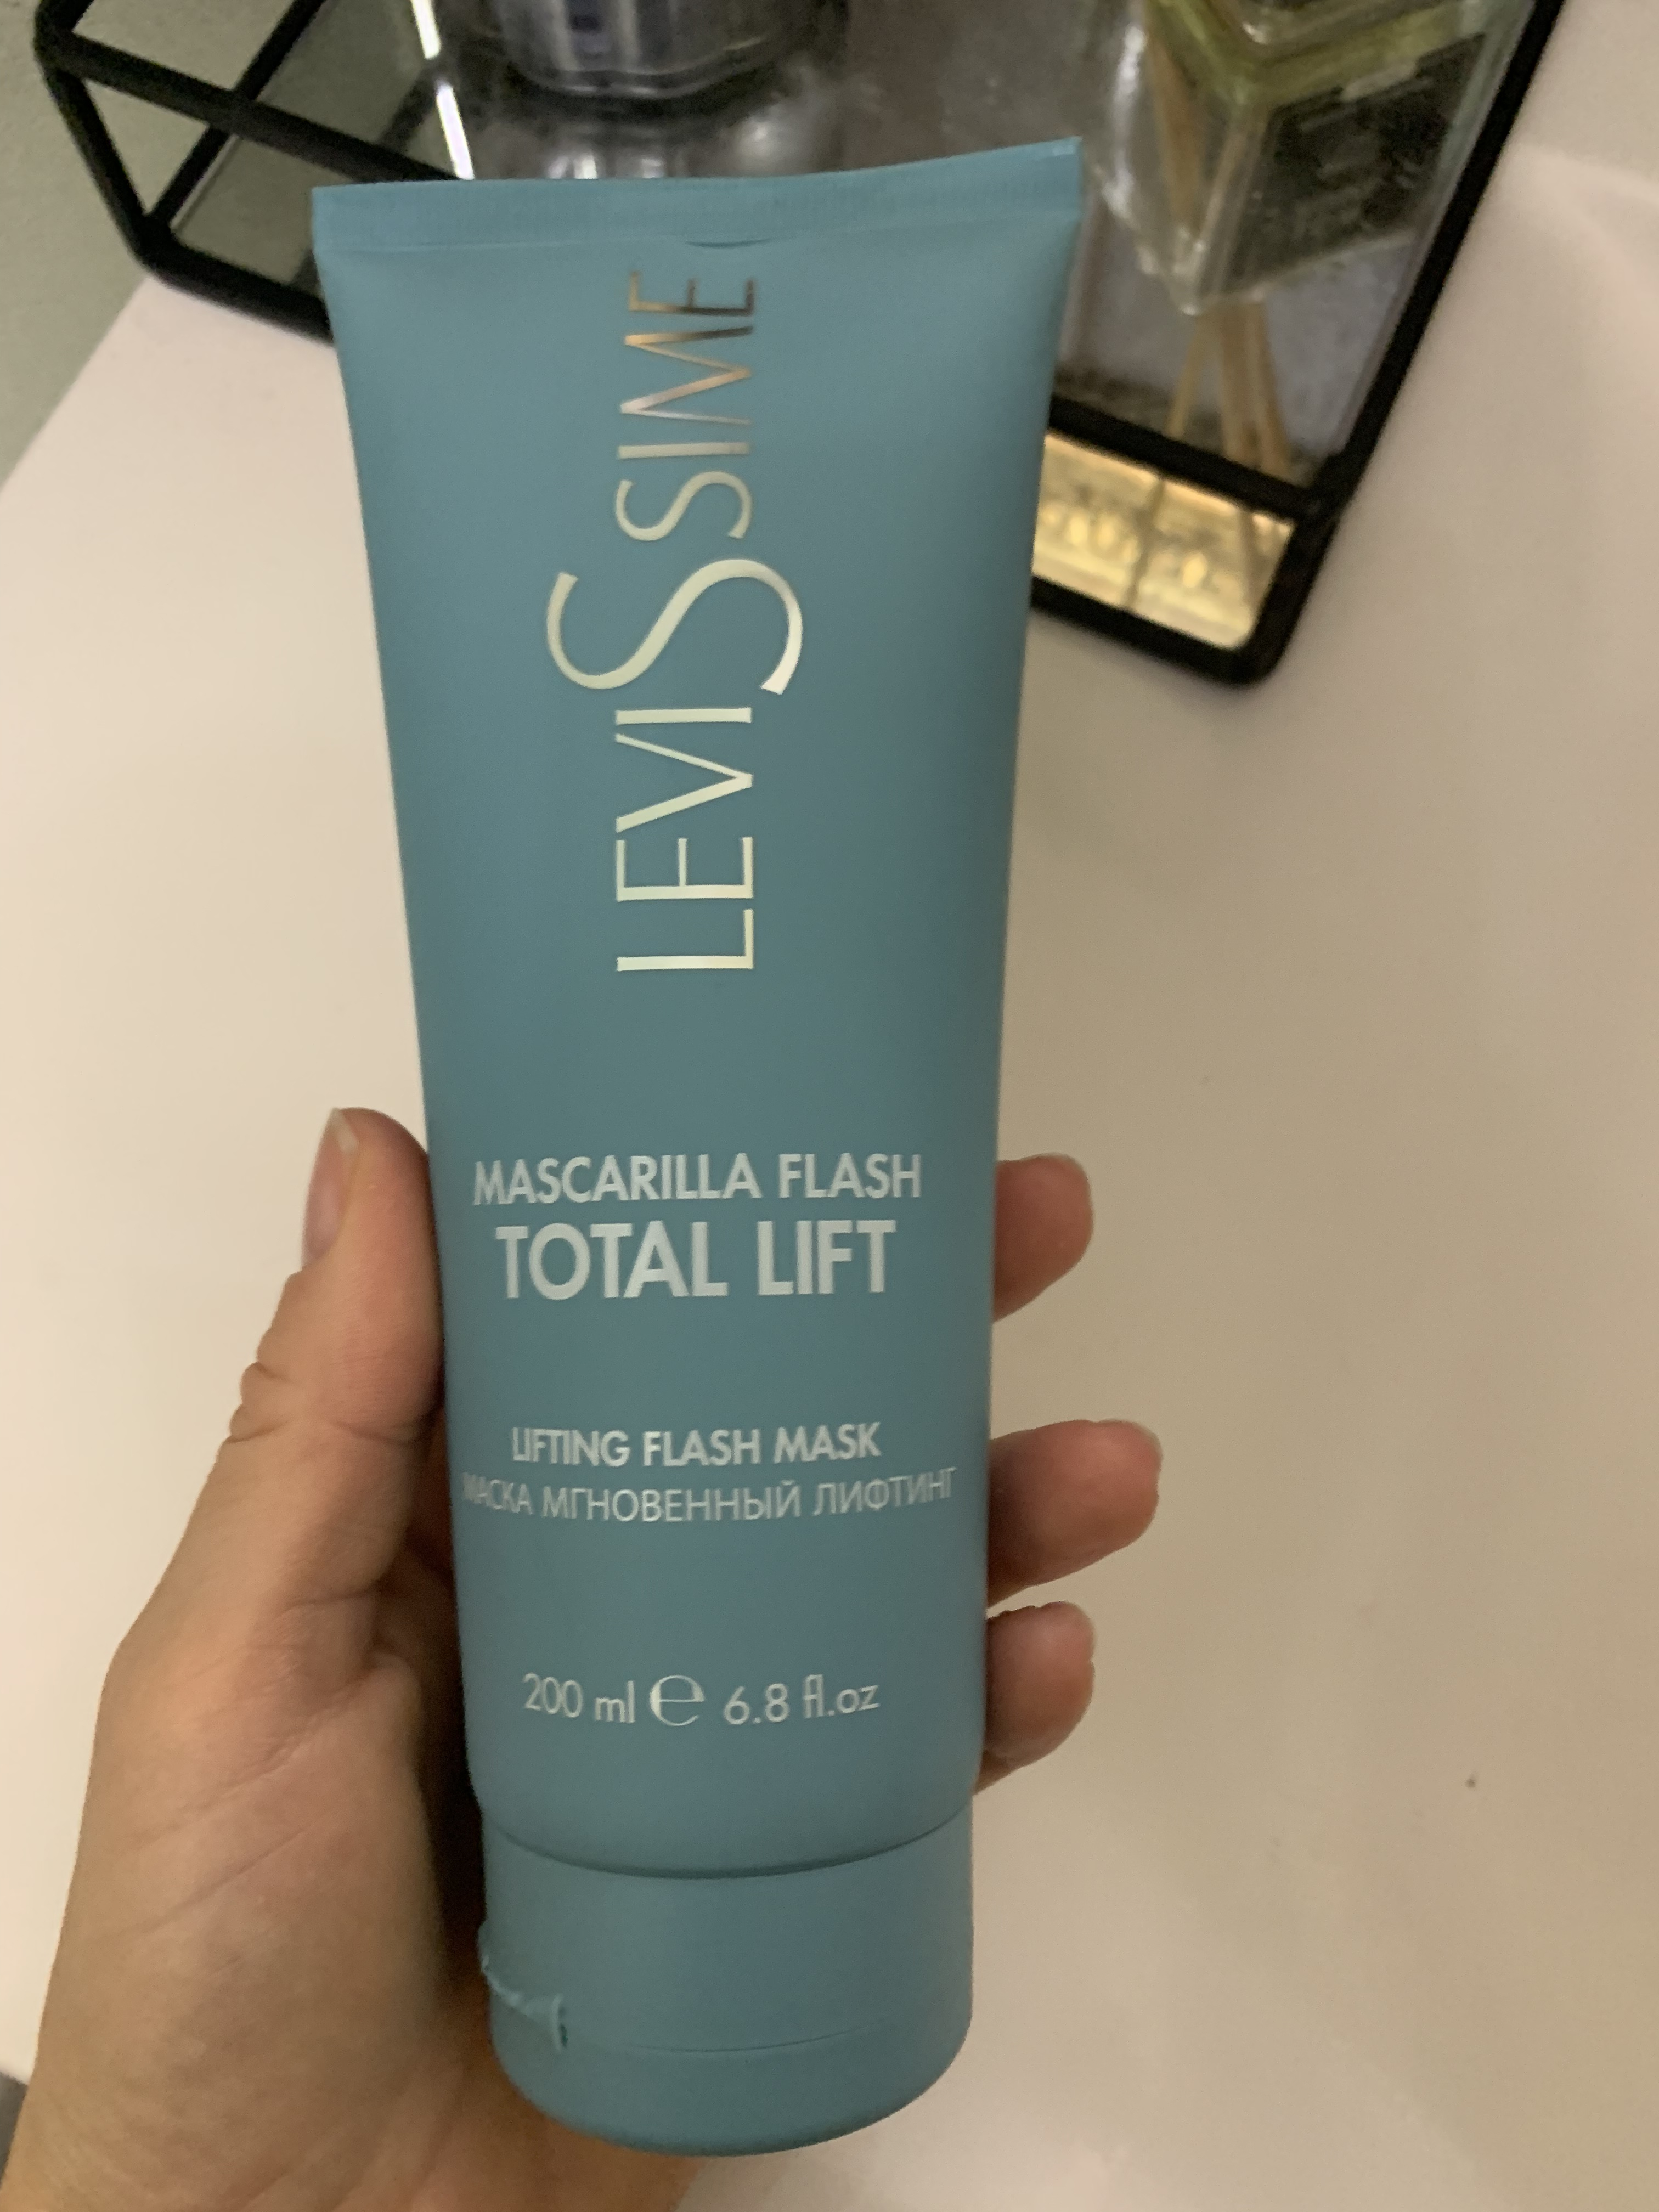 LEVISSIME
MASCARILLA FLASH
TOTAL LIFT
LIFTING FLASH MASK
МАСКА МГНОВЕННЫЙ ЛИФТИНГ
200 ml ℮ 6.8 fl.oz